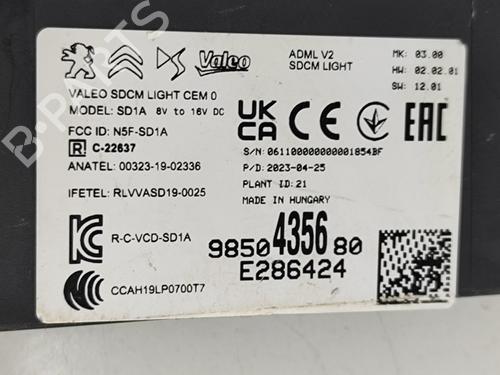 Valeo
ADML V2
SDCM LIGHT
MK: 03.00
HW: 02.02.01
SW: 12.01
VALEO SDCM LIGHT CEM 0
MODEL: SD1A 8V to 16V DC
FCC ID: N5F-SD1A
R C-22637
ANATEL: 00323-19-02336
IFETEL: RLVVASD19-0025
UK
CA
CE
EAC
S/N: 06110000000001854BF
P/D: 2023-04-25
PLANT ID: 21
MADE IN HUNGARY
R-C-VCD-SD1A
CCAH19LP0700T7
98504356 80
E286424
B-PARTS